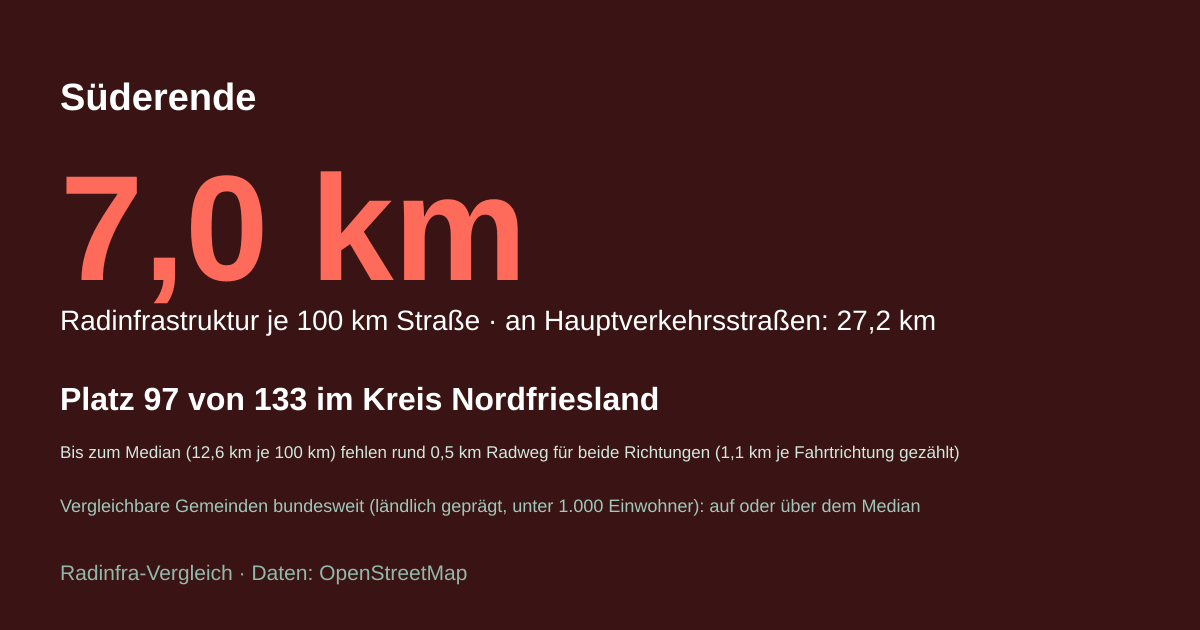 Süderende
7,0 km
Radinfrastruktur je 100 km Straße · an Hauptverkehrsstraßen: 27,2 km
Platz 97 von 133 im Kreis Nordfriesland
Bis zum Median (12,6 km je 100 km) fehlen rund 0,5 km Radweg für beide Richtungen (1,1 km je Fahrtrichtung gezählt)
Vergleichbare Gemeinden bundesweit (ländlich geprägt, unter 1.000 Einwohner): auf oder über dem Median
Radinfra-Vergleich · Daten: OpenStreetMap